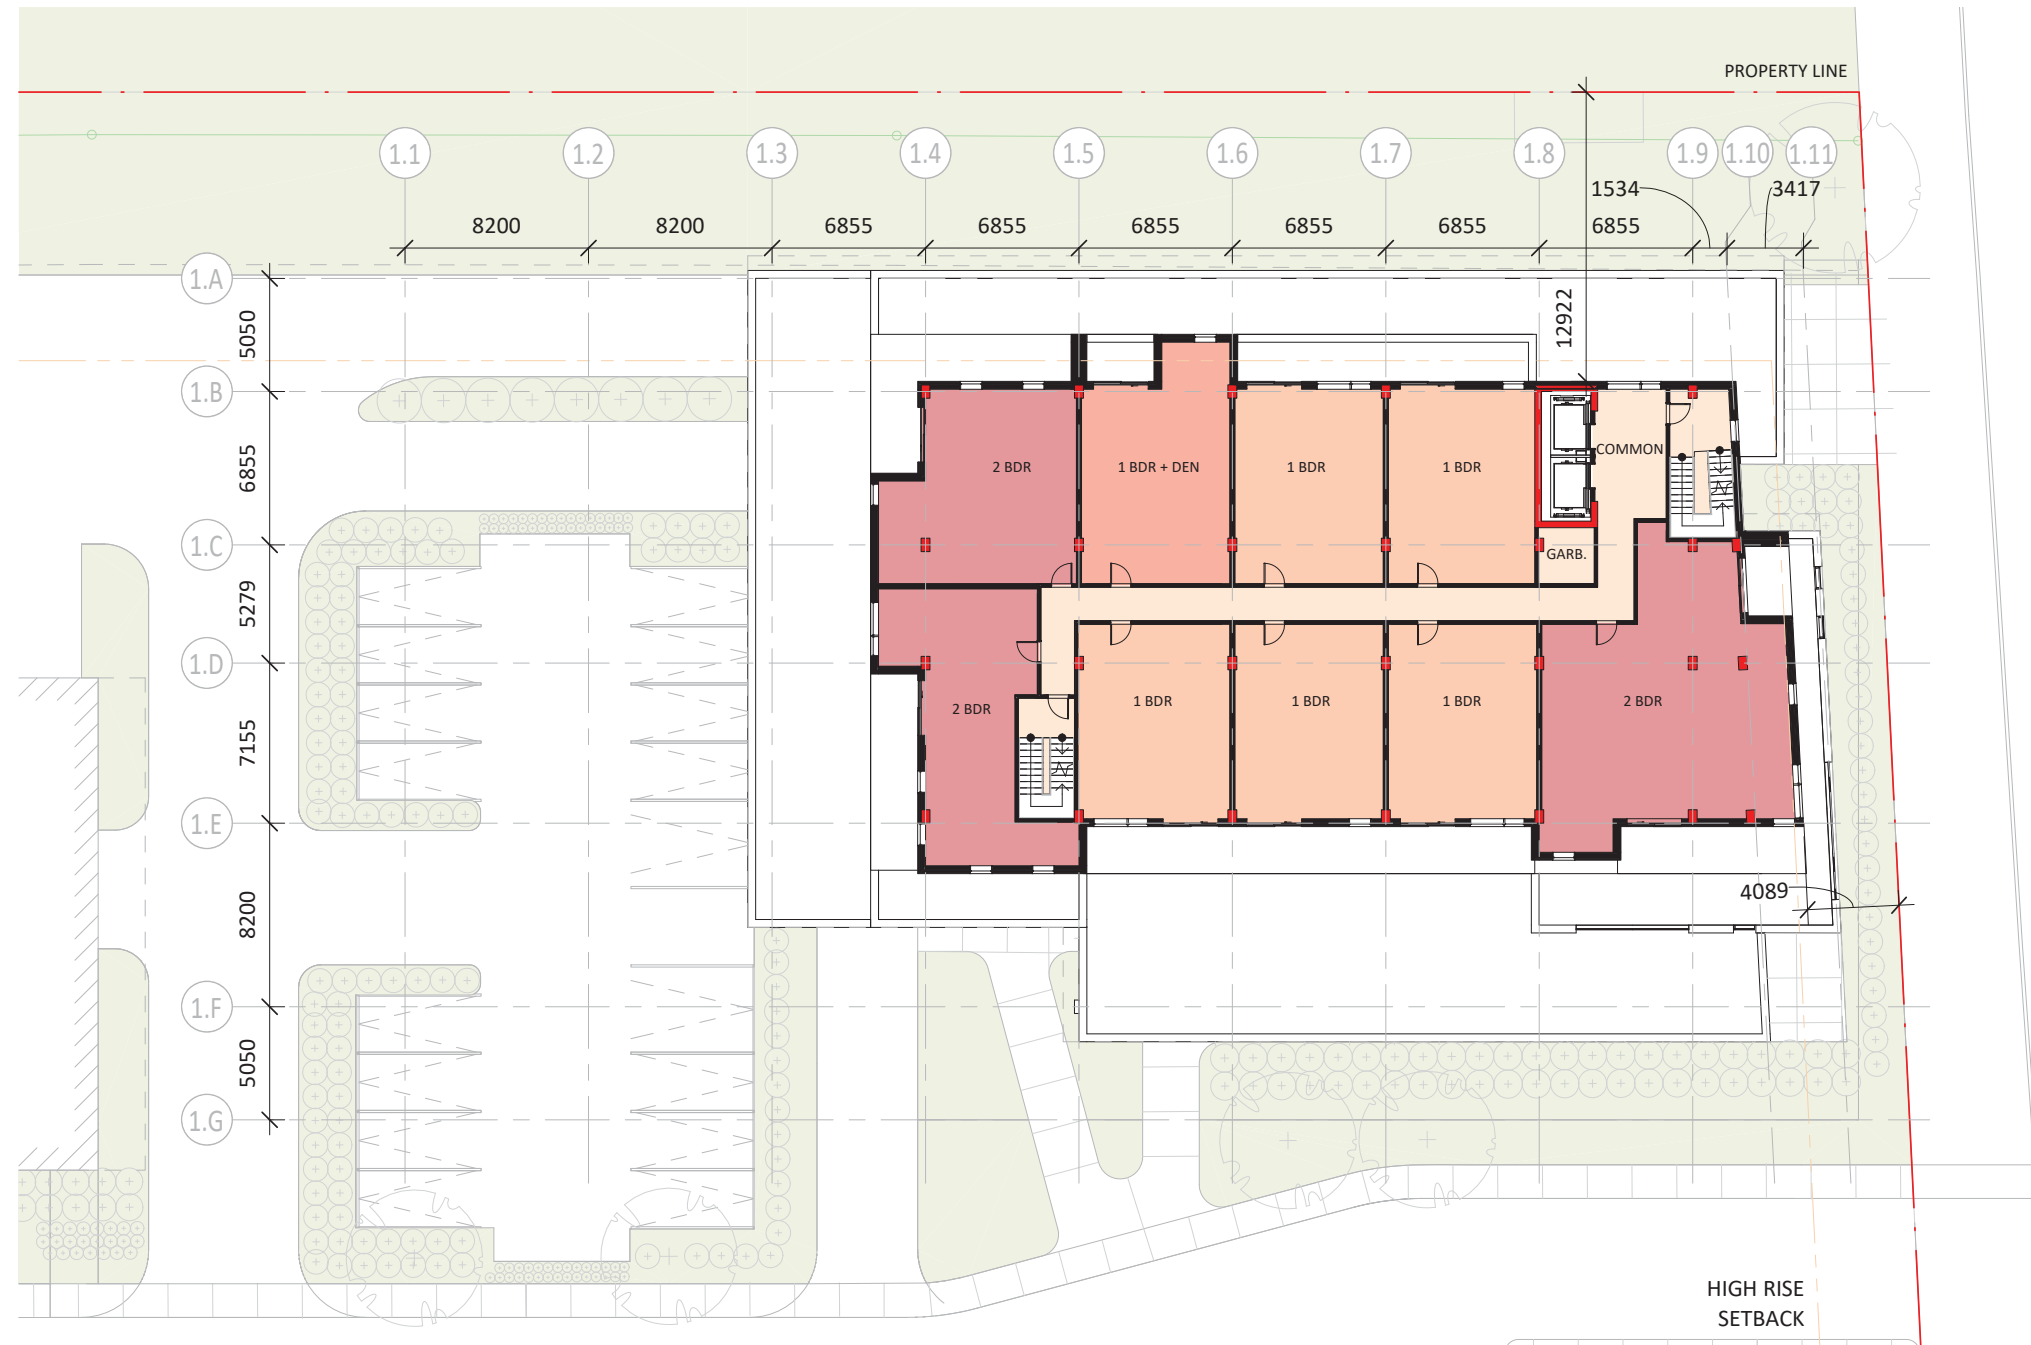 PROPERTY LINE
1.1
1.2
1.3
1.4
1.5
1.6
1.7
1.8
1.9
1.10
1.11
1534
3417
8200
8200
6855
6855
6855
6855
6855
6855
1.A
5050
12922
1.B
6855
2 BDR
1 BDR + DEN
1 BDR
1 BDR
COMMON
1.C
GARB.
5279
1.D
7155
2 BDR
1 BDR
1 BDR
1 BDR
2 BDR
1.E
8200
4089
1.F
5050
1.G
HIGH RISE
SETBACK